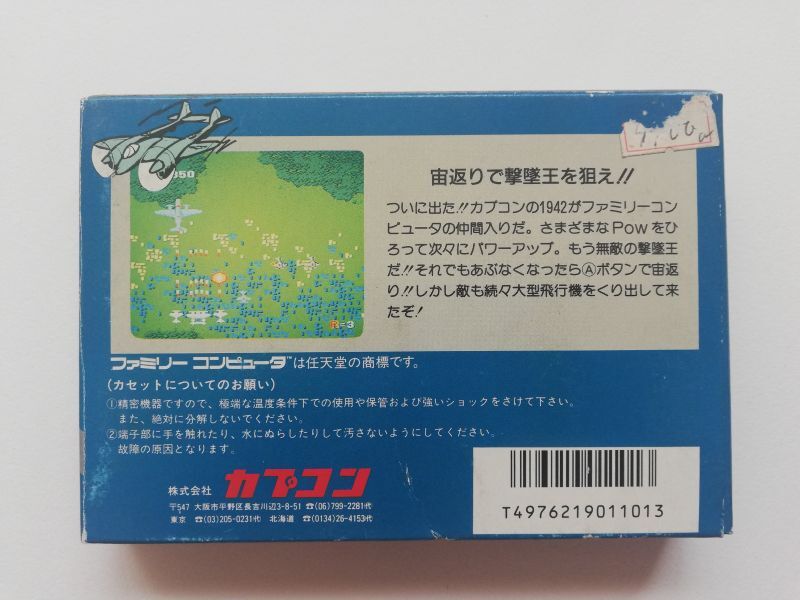 850
R=3
宙返りで撃墜王を狙え!!
ついに出た!!カプコンの1942がファミリーコン
ピュータの仲間入りだ。さまざまなPowをひ
ろって次々にパワーアップ。もう無敵の撃墜王
だ!!それでもあぶなくなったらⒶボタンで宙返
り!!しかし敵も続々大型飛行機をくり出して来
たぞ!
ファミリーコンピュータ™は任天堂の商標です。
(カセットについてのお願い)
①精密機器ですので、極端な温度条件下での使用や保管および強いショックをさけて下さい。
また、絶対に分解しないでください。
②端子部に手を触れたり、水にぬらしたりして汚さないようにしてください。
故障の原因となります。
株式会社 カプコン
〒547 大阪市平野区長吉川辺3-8-51 ☎(06)799-2281代
東京 ☎(03)205-0231代 北海道 ☎(0134)26-4153代
T4976219011013